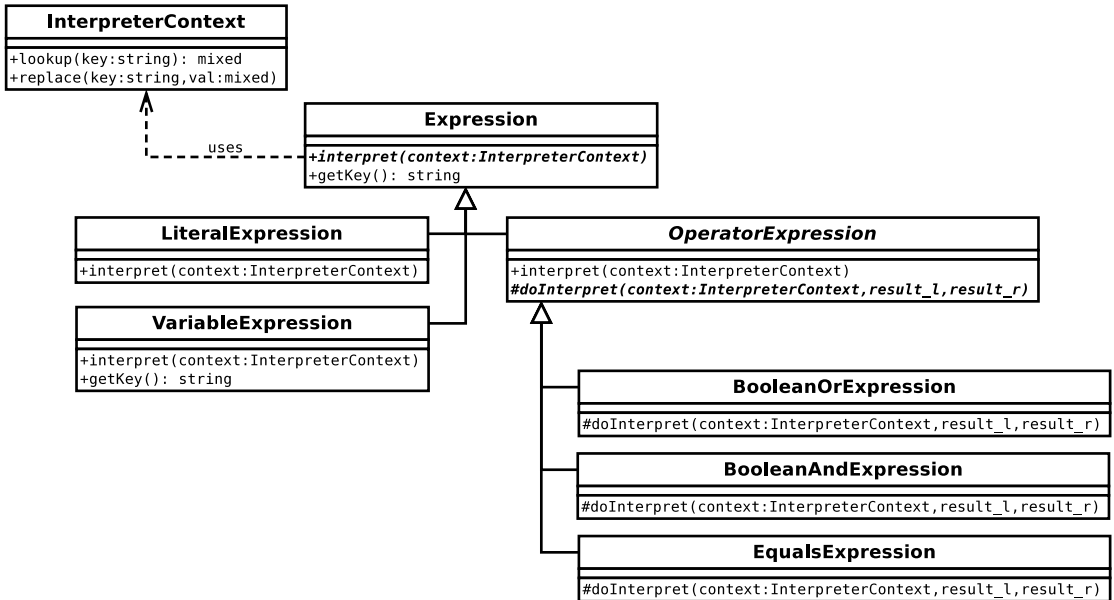 InterpreterContext
+lookup(key:string): mixed
+replace(key:string,val:mixed)
uses
Expression
+interpret(context:InterpreterContext)
+getKey(): string
LiteralExpression
+interpret(context:InterpreterContext)
OperatorExpression
+interpret(context:InterpreterContext)
#doInterpret(context:InterpreterContext,result_l,result_r)
VariableExpression
+interpret(context:InterpreterContext)
+getKey(): string
BooleanOrExpression
#doInterpret(context:InterpreterContext,result_l,result_r)
BooleanAndExpression
#doInterpret(context:InterpreterContext,result_l,result_r)
EqualsExpression
#doInterpret(context:InterpreterContext,result_l,result_r)